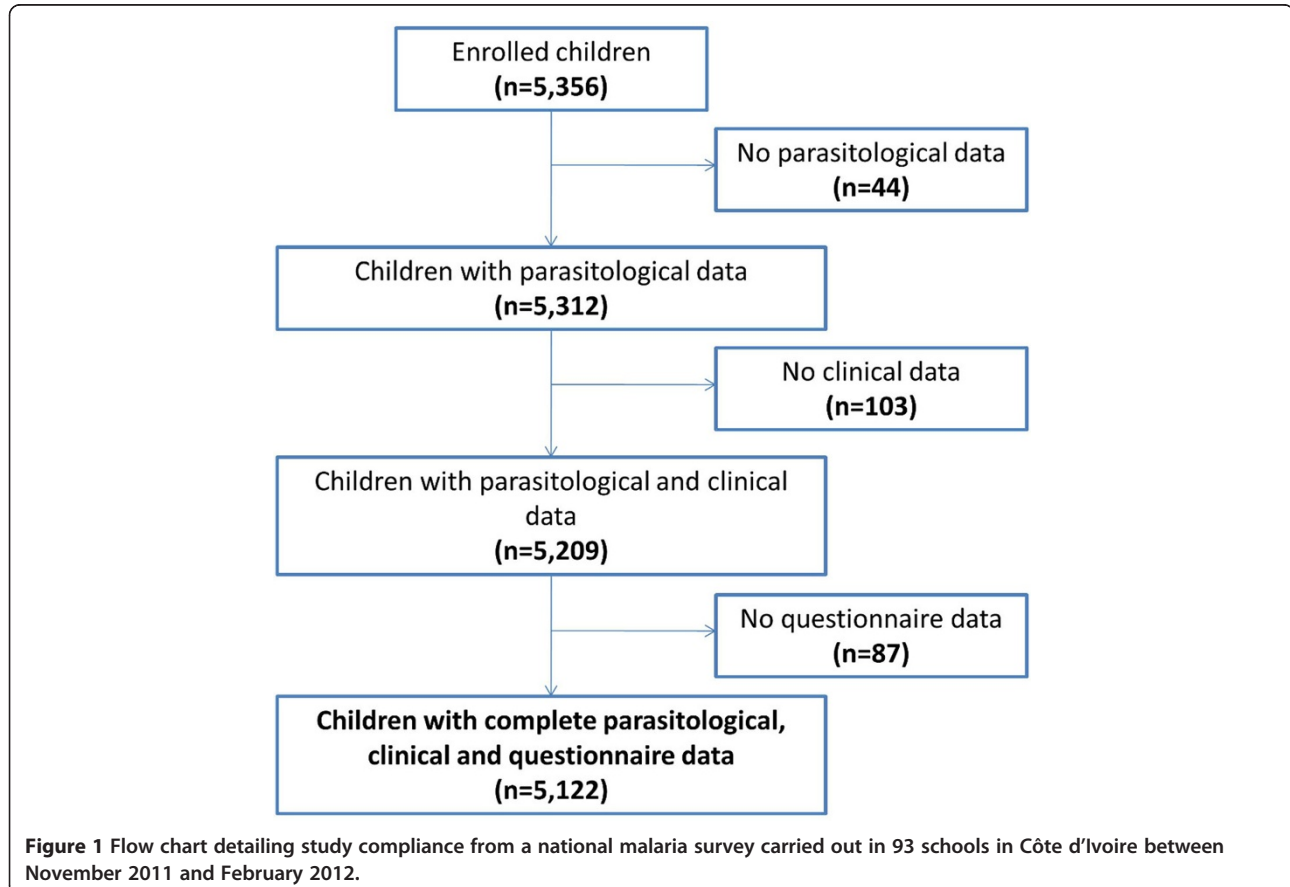 Enrolled children
(n=5,356)
No parasitological data
(n=44)
Children with parasitological data
(n=5,312)
No clinical data
(n=103)
Children with parasitological and clinical
data
(n=5,209)
No questionnaire data
(n=87)
Children with complete parasitological,
clinical and questionnaire data
(n=5,122)
Figure 1 Flow chart detailing study compliance from a national malaria survey carried out in 93 schools in Côte d’Ivoire between
November 2011 and February 2012.